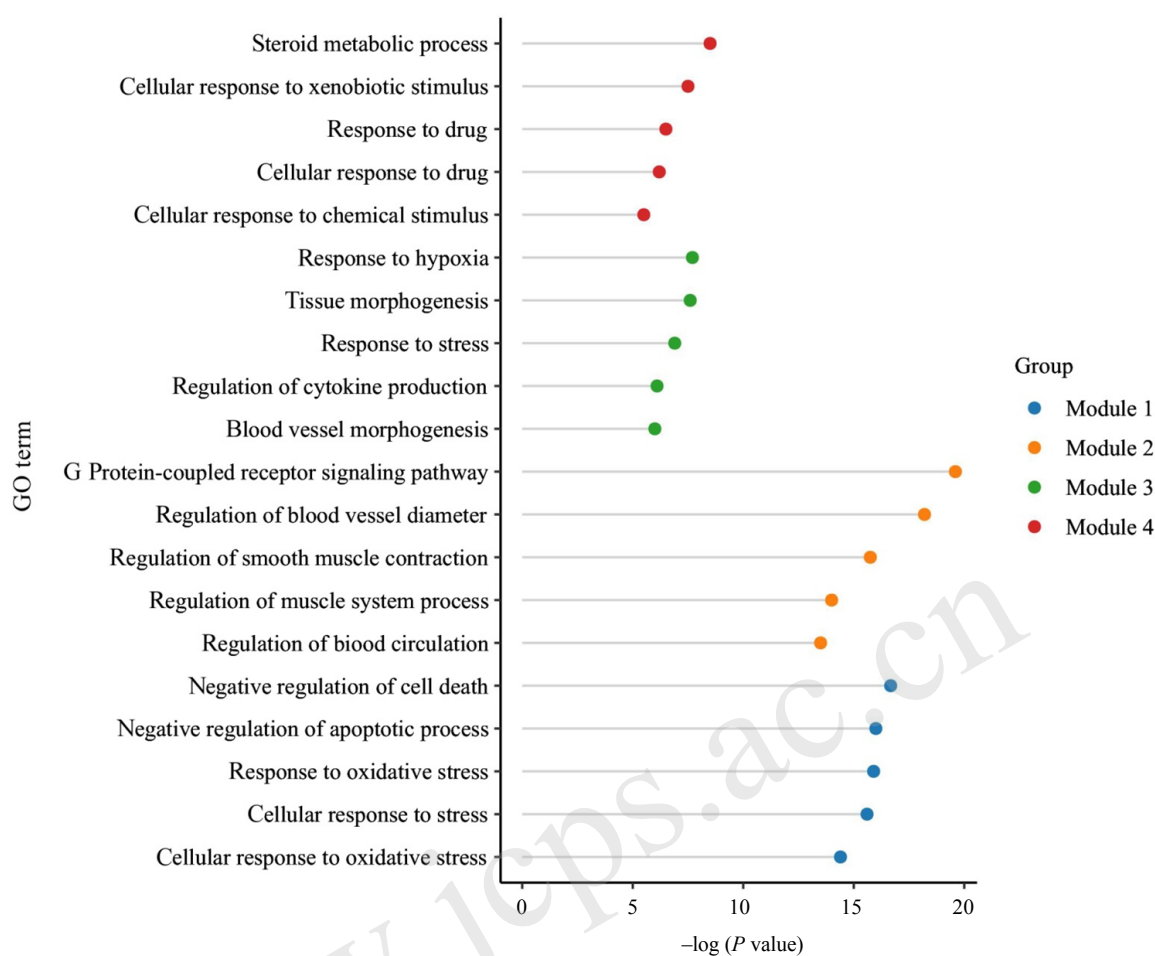 Steroid metabolic process
Cellular response to xenobiotic stimulus
Response to drug
Cellular response to drug
Cellular response to chemical stimulus
Response to hypoxia
Tissue morphogenesis
Response to stress
Regulation of cytokine production
Blood vessel morphogenesis
G Protein-coupled receptor signaling pathway
Regulation of blood vessel diameter
Regulation of smooth muscle contraction
Regulation of muscle system process
Regulation of biood circulation
Negative regulation of cell death
Negative regulation of apoptotic process
Response to oxidative stress
Cellular response to stress
Cellular response to oxidative stress
GO term
0 5 10 15 20
–log (P value)
Group
Module 1
Module 2
Module 3
Module 4
.jcps.ac.cn